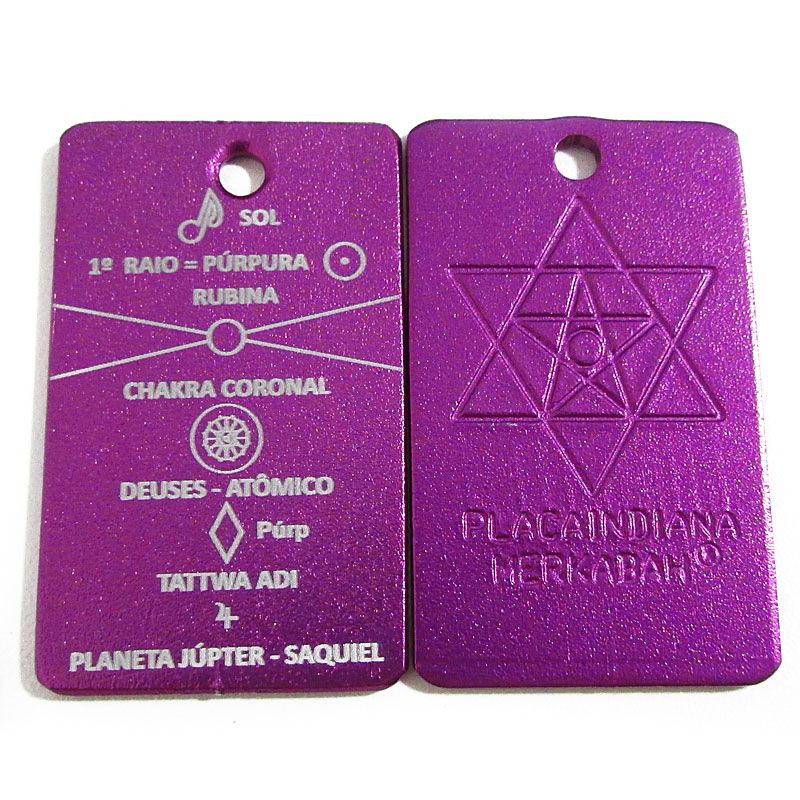 SOL
1º RAIO = PÚRPURA
RUBINA
CHAKRA CORONAL
DEUSES - ATÔMICO
Púrp
TATTWA ADI
PLANETA JÚPTER - SAQUIEL
PLACAINDIANA
MERKABAH®